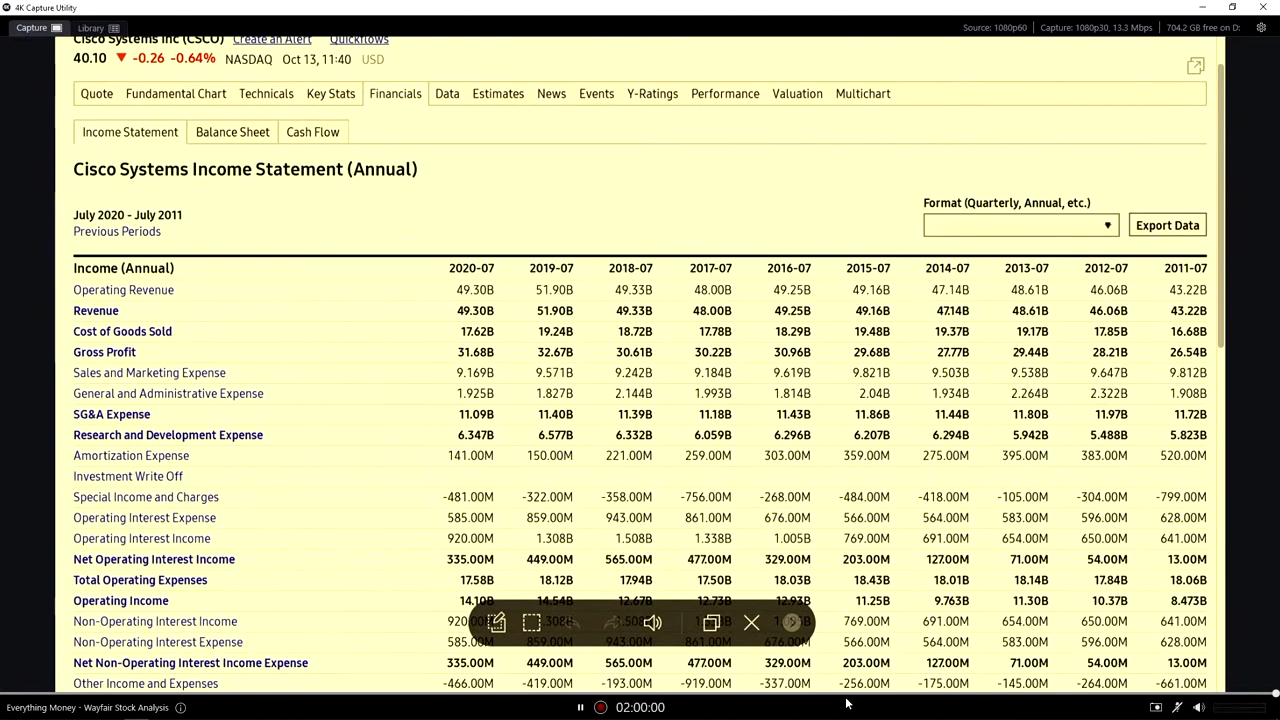 4K Capture Utility
Capture Library Source: 1080p60 Capture: 1080p30, 13.3 Mbps 704.2 GB free on D:
Cisco Systems Inc (CSCO) Create an Alert Quickflows
40.10 ▼ -0.26 -0.64% NASDAQ Oct 13, 11:40 USD
Quote Fundamental Chart Technicals Key Stats Financials Data Estimates News Events Y-Ratings Performance Valuation Multichart
Income Statement Balance Sheet Cash Flow
Cisco Systems Income Statement (Annual)
Format (Quarterly, Annual, etc.)
July 2020 - July 2011
Previous Periods
Export Data
Income (Annual) 2020-07 2019-07 2018-07 2017-07 2016-07 2015-07 2014-07 2013-07 2012-07 2011-07
Operating Revenue 49.30B 51.90B 49.33B 48.00B 49.25B 49.16B 47.14B 48.61B 46.06B 43.22B
Revenue 49.30B 51.90B 49.33B 48.00B 49.25B 49.16B 47.14B 48.61B 46.06B 43.22B
Cost of Goods Sold 17.62B 19.24B 18.72B 17.78B 18.29B 19.48B 19.37B 19.17B 17.85B 16.68B
Gross Profit 31.68B 32.67B 30.61B 30.22B 30.96B 29.68B 27.77B 29.44B 28.21B 26.54B
Sales and Marketing Expense 9.169B 9.571B 9.242B 9.184B 9.619B 9.821B 9.503B 9.538B 9.647B 9.812B
General and Administrative Expense 1.925B 1.827B 2.144B 1.993B 1.814B 2.04B 1.934B 2.264B 2.322B 1.908B
SG&A Expense 11.09B 11.40B 11.39B 11.18B 11.43B 11.86B 11.44B 11.80B 11.97B 11.72B
Research and Development Expense 6.347B 6.577B 6.332B 6.059B 6.296B 6.207B 6.294B 5.942B 5.488B 5.823B
Amortization Expense 141.00M 150.00M 221.00M 259.00M 303.00M 359.00M 275.00M 395.00M 383.00M 520.00M
Investment Write Off
Special Income and Charges -481.00M -322.00M -358.00M -756.00M -268.00M -484.00M -418.00M -105.00M -304.00M -799.00M
Operating Interest Expense 585.00M 859.00M 943.00M 861.00M 676.00M 566.00M 564.00M 583.00M 596.00M 628.00M
Operating Interest Income 920.00M 1.308B 1.508B 1.338B 1.005B 769.00M 691.00M 654.00M 650.00M 641.00M
Net Operating Interest Income 335.00M 449.00M 565.00M 477.00M 329.00M 203.00M 127.00M 71.00M 54.00M 13.00M
Total Operating Expenses 17.58B 18.12B 17.94B 17.50B 18.03B 18.43B 18.01B 18.14B 17.84B 18.06B
Operating Income 14.10B 14.54B 12.67B 12.73B 12.93B 11.25B 9.763B 11.30B 10.37B 8.473B
Non-Operating Interest Income 769.00M 691.00M 654.00M 650.00M 641.00M
Non-Operating Interest Expense 585.00M 859.00M 943.00M 861.00M 676.00M 566.00M 564.00M 583.00M 596.00M 628.00M
Net Non-Operating Interest Income Expense 335.00M 449.00M 565.00M 477.00M 329.00M 203.00M 127.00M 71.00M 54.00M 13.00M
Other Income and Expenses -466.00M -419.00M -193.00M -919.00M -337.00M -256.00M -175.00M -145.00M -264.00M -661.00M
Everything Money - Wayfair Stock Analysis 02:00:00